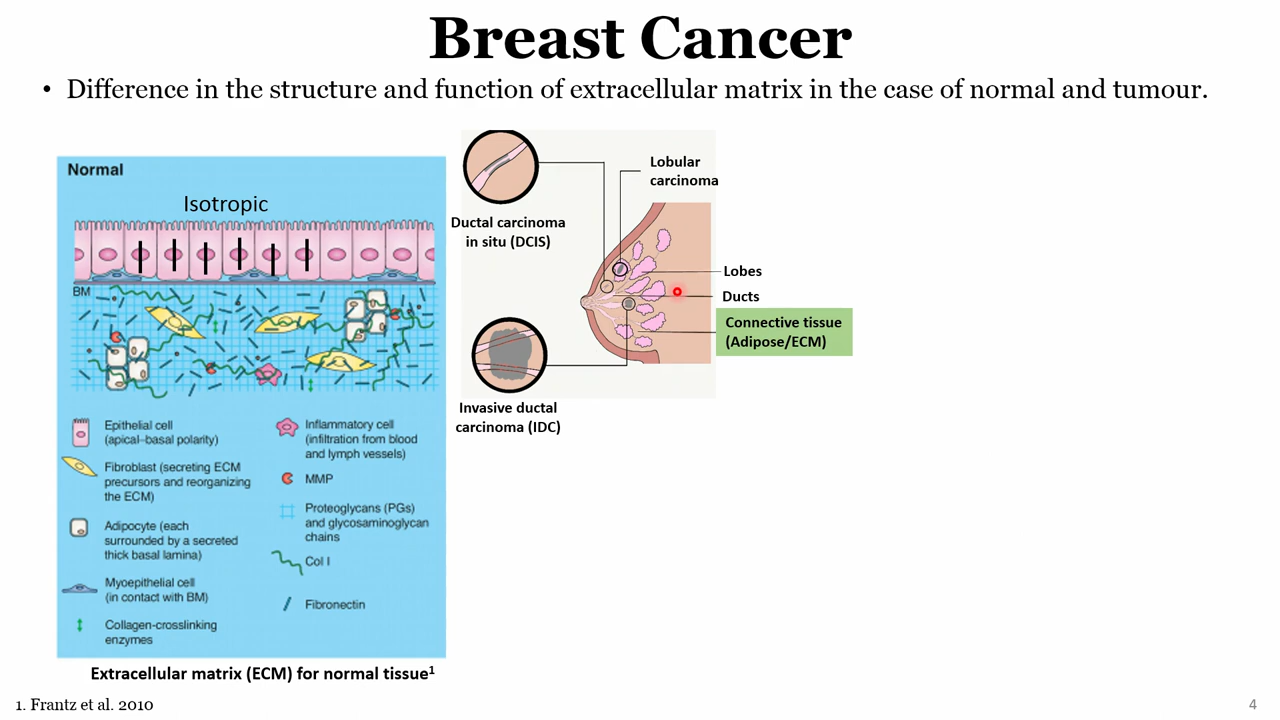 Breast Cancer
• Difference in the structure and function of extracellular matrix in the case of normal and tumour.
Normal
Isotropic
BM
Epithelial cell
(apical–basal polarity)
Fibroblast (secreting ECM
precursors and reorganizing
the ECM)
Adipocyte (each
surrounded by a secreted
thick basal lamina)
Myoepithelial cell
(in contact with BM)
Collagen-crosslinking
enzymes
Inflammatory cell
(infiltration from blood
and lymph vessels)
MMP
Proteoglycans (PGs)
and glycosaminoglycan
chains
Col I
Fibronectin
Extracellular matrix (ECM) for normal tissue1
Ductal carcinoma
in situ (DCIS)
Lobular
carcinoma
Lobes
Ducts
Connective tissue
(Adipose/ECM)
Invasive ductal
carcinoma (IDC)
1. Frantz et al. 2010
4